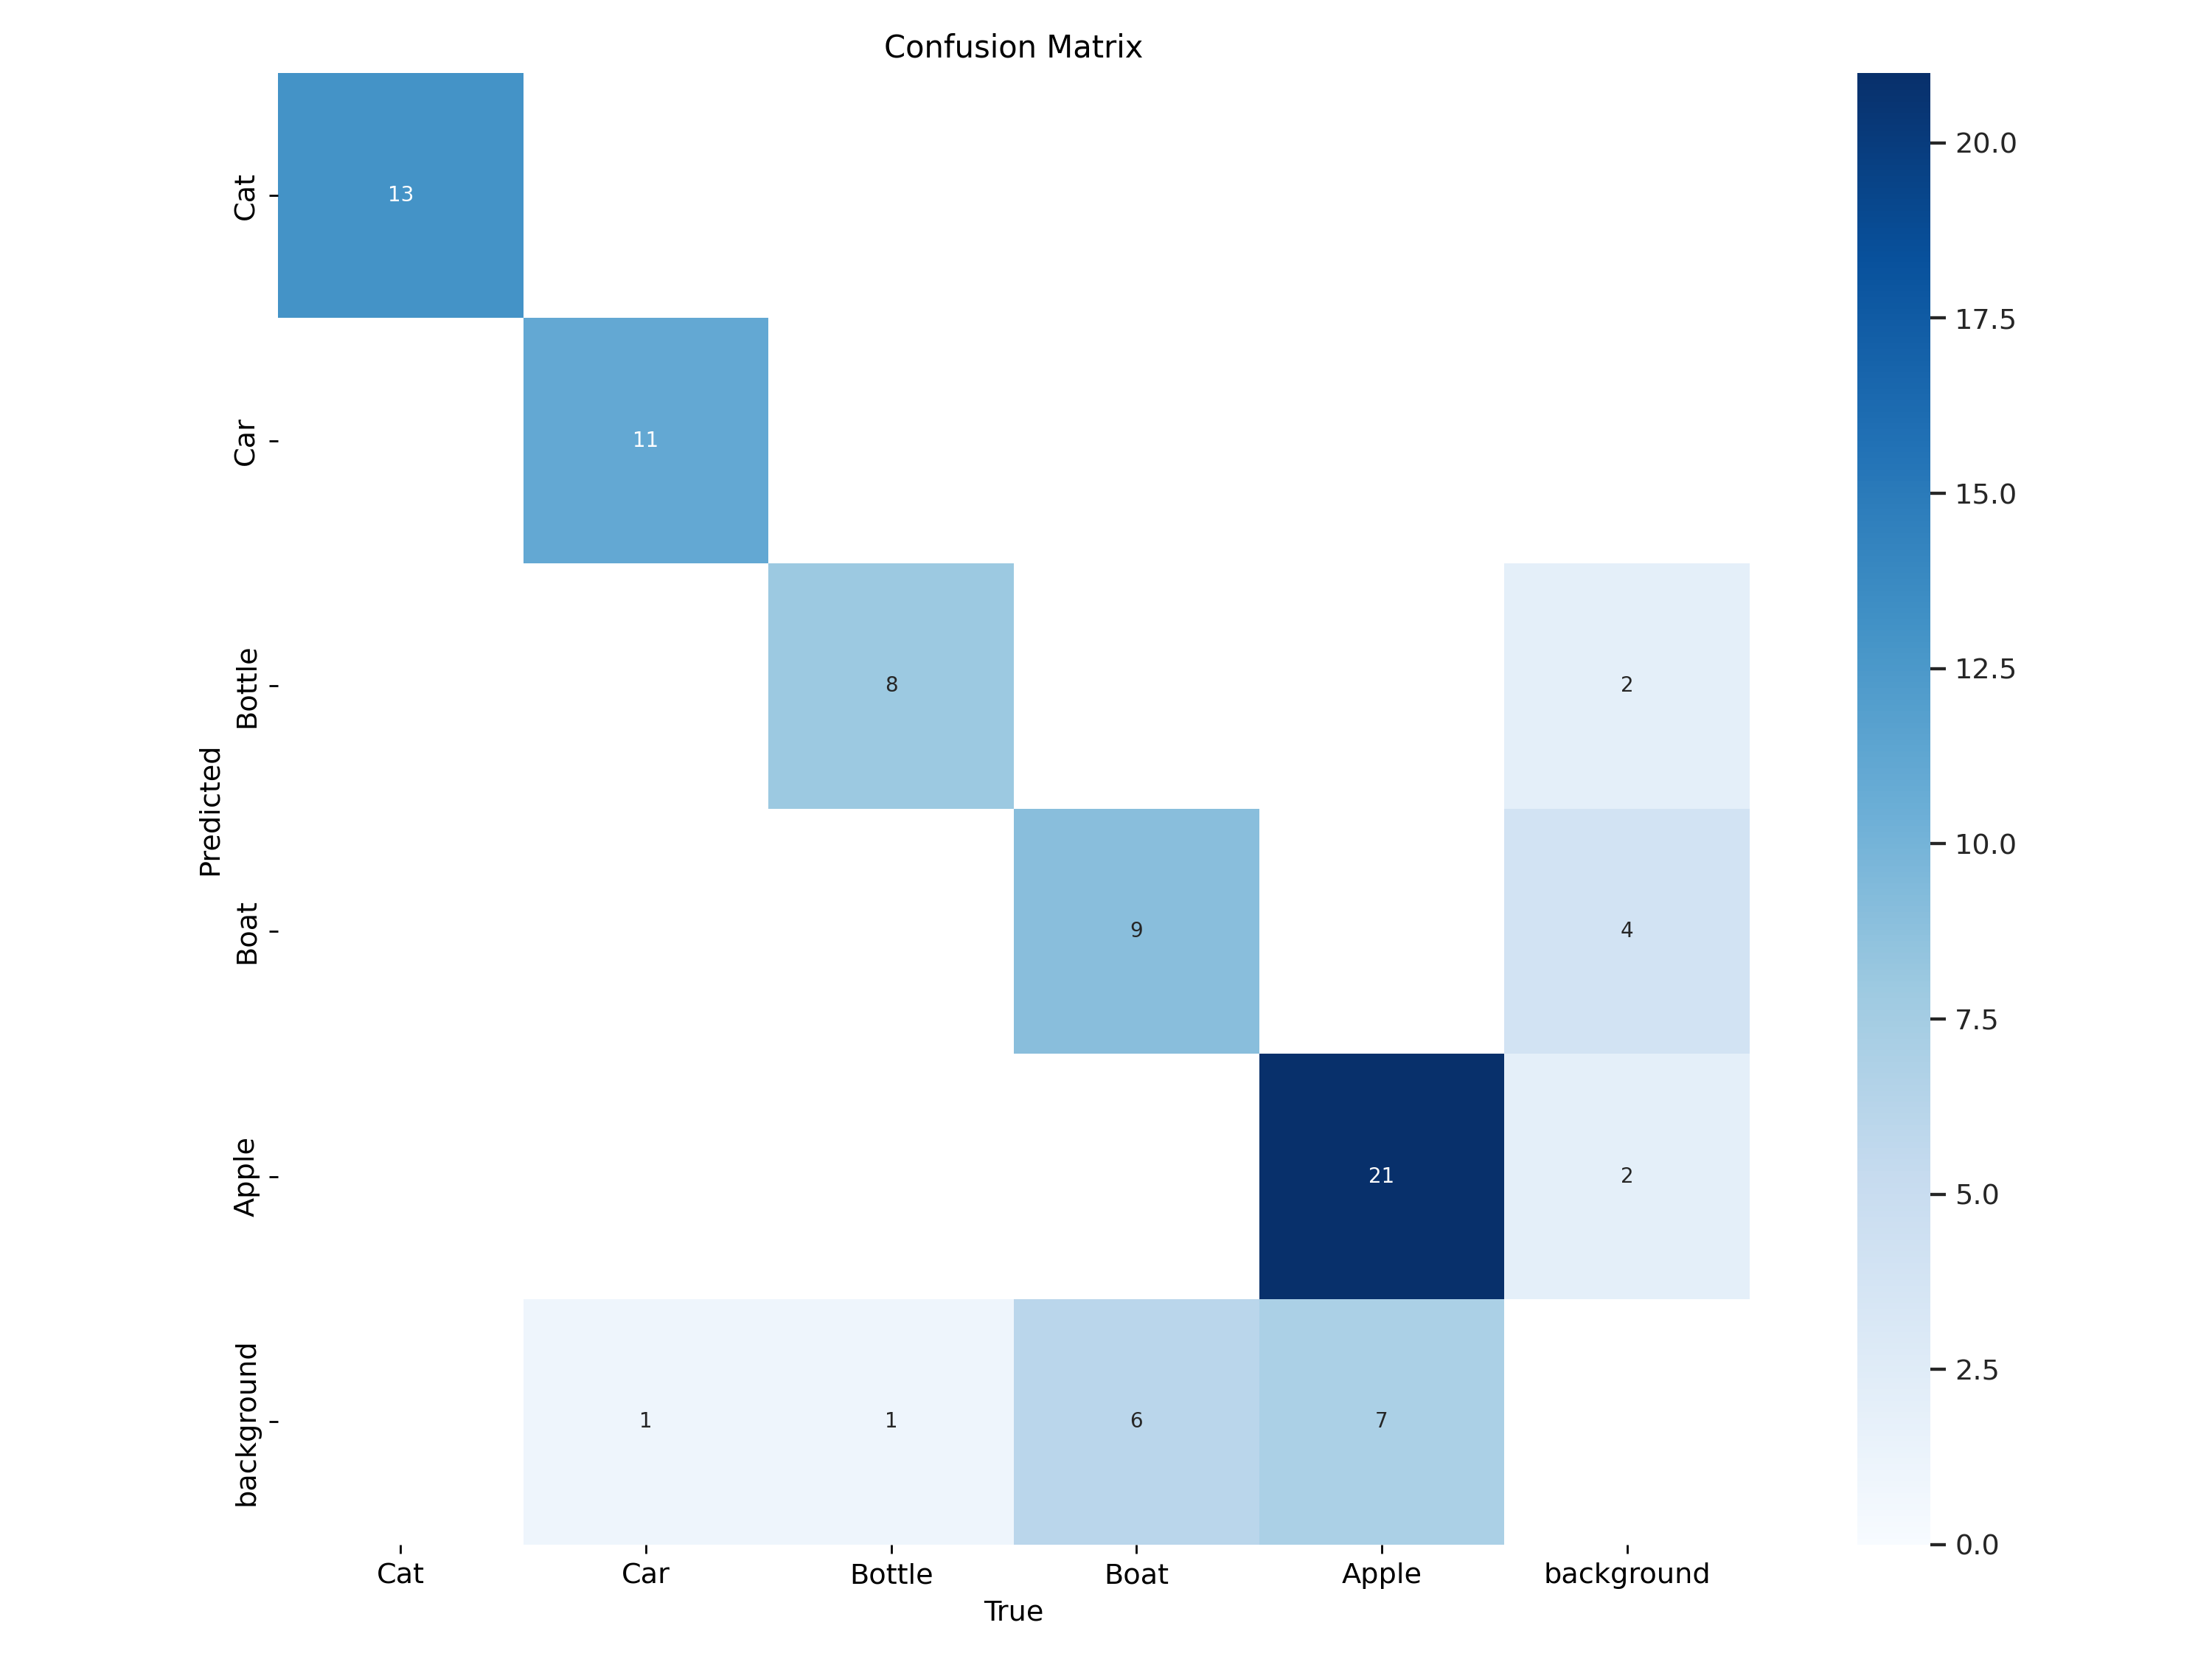 Confusion Matrix
Cat
13
Car
11
Bottle
8
2
Boat
9
4
Apple
21
2
background
1
1
6
7
Predicted
Cat
Car
Bottle
Boat
Apple
background
True
20.0
17.5
15.0
12.5
10.0
7.5
5.0
2.5
0.0